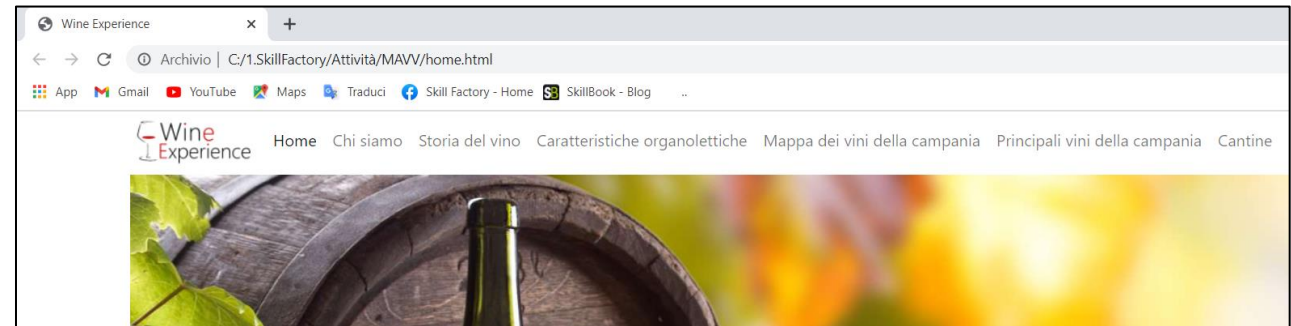 Wine Experience
Archivio | C:/1.SkillFactory/Attività/MAVV/home.html
App Gmail YouTube Maps Traduci Skill Factory - Home SB SkillBook - Blog ..
Wine
Experience
Home Chi siamo Storia del vino Caratteristiche organolettiche Mappa dei vini della campania Principali vini della campania Cantine